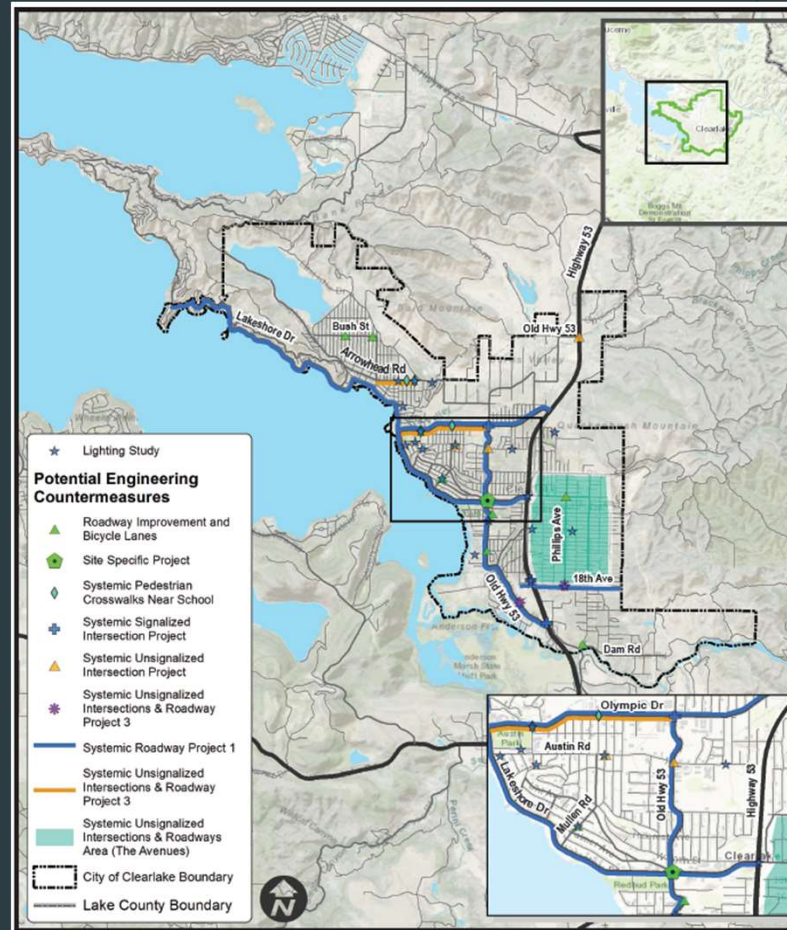 Clearlake
Boggs Mt
Demonstration
Highway 53
Lakeshore Dr
Bush St
Old Hwy 53
Arrowhead Rd
Phillips Ave
18th Ave
Old Hwy 53
Dam Rd
Lighting Study
Potential Engineering
Countermeasures
Roadway Improvement and
Bicycle Lanes
Site Specific Project
Systemic Pedestrian
Crosswalks Near School
Systemic Signalized
Intersection Project
Systemic Unsignalized
Intersection Project
Systemic Unsignalized
Intersections & Roadway
Project 3
Systemic Roadway Project 1
Systemic Unsignalized
Intersections & Roadway
Project 3
Systemic Unsignalized
Intersections & Roadways
Area (The Avenues)
City of Clearlake Boundary
Lake County Boundary
N
Olympic Dr
Austin
Park
Austin Rd
Lakeshore Dr
Mullen Rd
Old Hwy 53
Highway 53
Redbud Park